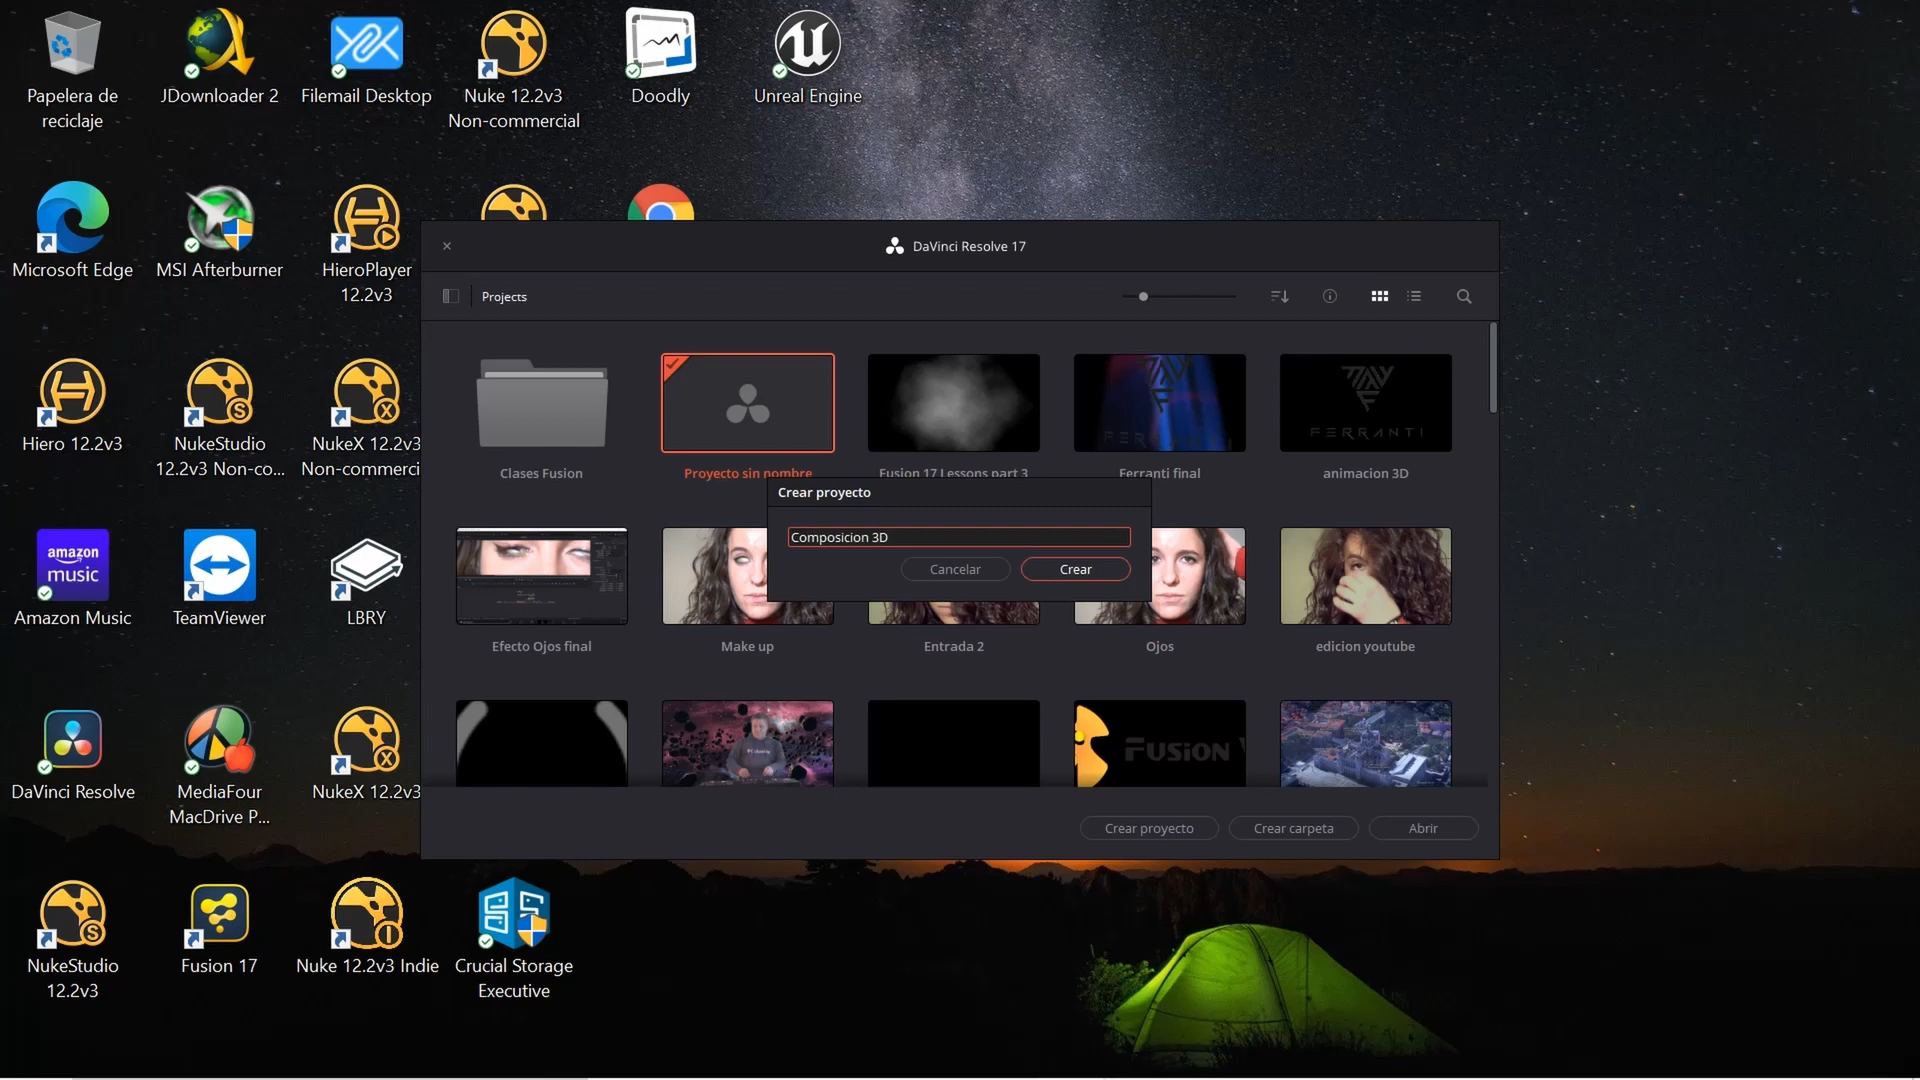 Papelera de
reciclaje
JDownloader 2
Filemail Desktop
Nuke 12.2v3
Non-commercial
Doodly
Unreal Engine
Microsoft Edge
MSI Afterburner
HieroPlayer
12.2v3
Hiero 12.2v3
NukeStudio
12.2v3 Non-co...
NukeX 12.2v3
Non-commerci
amazon
music
Amazon Music
TeamViewer
LBRY
DaVinci Resolve
MediaFour
MacDrive P...
NukeX 12.2v3
NukeStudio
12.2v3
Fusion 17
Nuke 12.2v3 Indie
Crucial Storage
Executive
DaVinci Resolve 17
Projects
Clases Fusion
Proyecto sin nombre
Fusion 17 Lessons part 3
FERRANTI
Ferranti final
FERRANTI
animacion 3D
Crear proyecto
Composicion 3D
Cancelar
Crear
Efecto Ojos final
Make up
Entrada 2
Ojos
edicion youtube
FUSION
Crear proyecto
Crear carpeta
Abrir